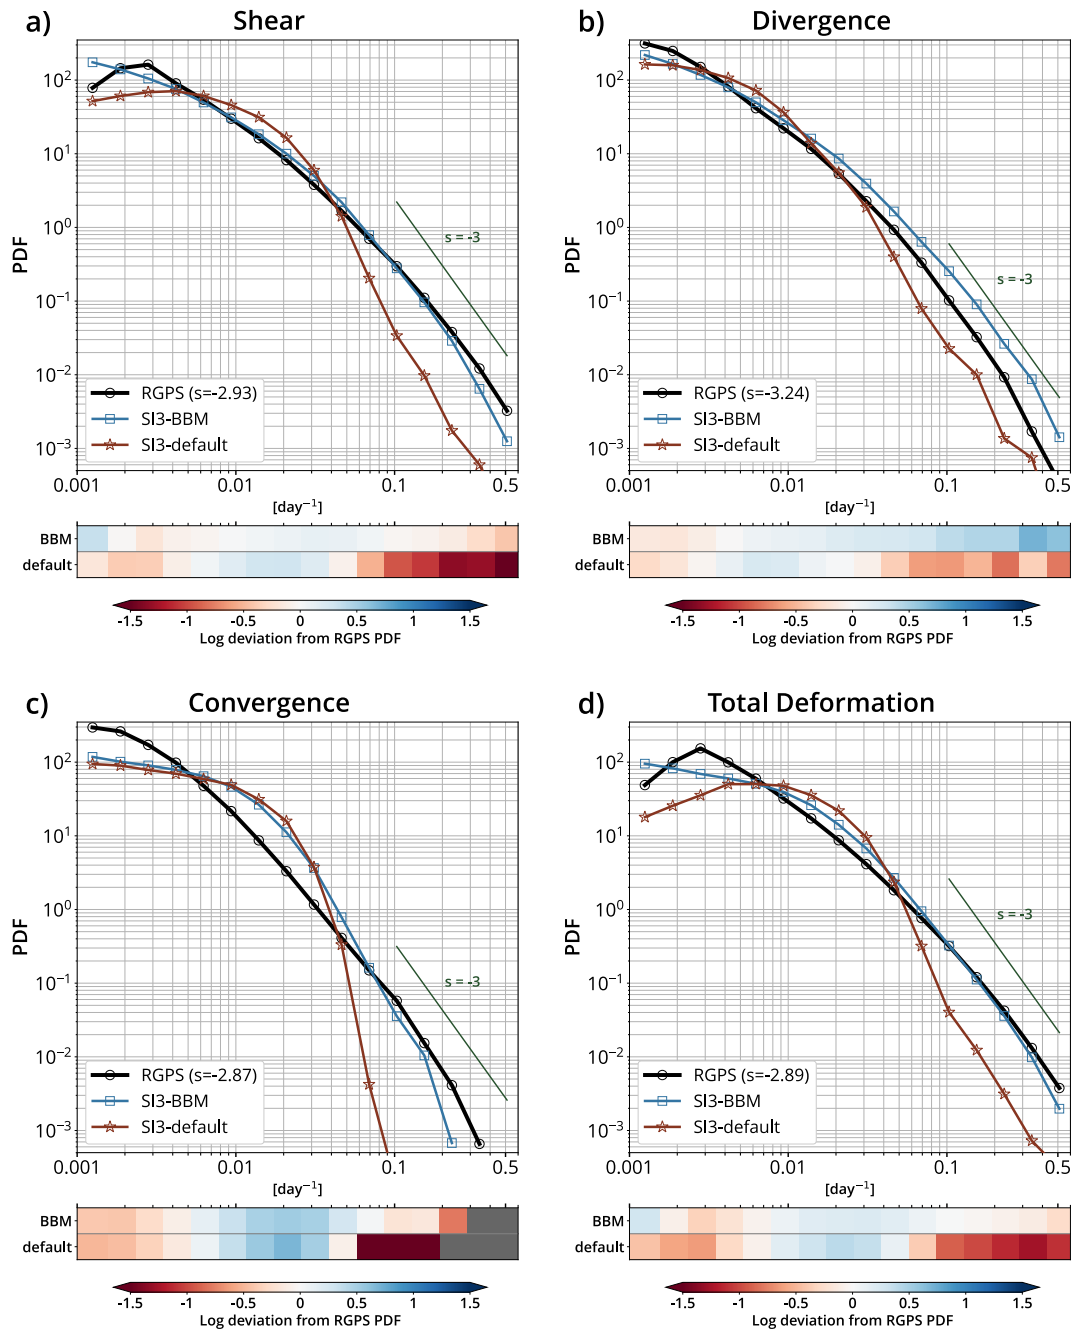 a) Shear
10²
10¹
10⁰
10⁻¹
10⁻²
10⁻³
PDF
s = -3
RGPS (s=-2.93)
SI3-BBM
SI3-default
0.001 0.01 0.1 0.5
[day⁻¹]
BBM
default
-1.5 -1 -0.5 0 0.5 1 1.5
Log deviation from RGPS PDF
b) Divergence
10²
10¹
10⁰
10⁻¹
10⁻²
10⁻³
PDF
s = -3
RGPS (s=-3.24)
SI3-BBM
SI3-default
0.001 0.01 0.1 0.5
[day⁻¹]
BBM
default
-1.5 -1 -0.5 0 0.5 1 1.5
Log deviation from RGPS PDF
c) Convergence
10²
10¹
10⁰
10⁻¹
10⁻²
10⁻³
PDF
s = -3
RGPS (s=-2.87)
SI3-BBM
SI3-default
0.001 0.01 0.1 0.5
[day⁻¹]
BBM
default
-1.5 -1 -0.5 0 0.5 1 1.5
Log deviation from RGPS PDF
d) Total Deformation
10²
10¹
10⁰
10⁻¹
10⁻²
10⁻³
PDF
s = -3
RGPS (s=-2.89)
SI3-BBM
SI3-default
0.001 0.01 0.1 0.5
[day⁻¹]
BBM
default
-1.5 -1 -0.5 0 0.5 1 1.5
Log deviation from RGPS PDF